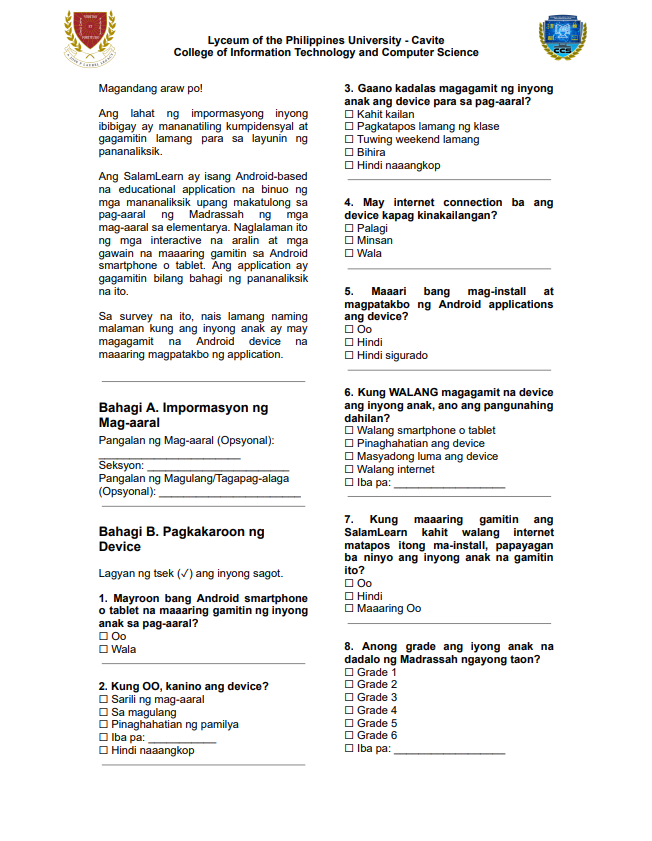 Lyceum of the Philippines University - Cavite
College of Information Technology and Computer Science
Magandang araw po!
Ang lahat ng impormasyong inyong
ibibigay ay mananatiling kumpidensyal at
gagamitin lamang para sa layunin ng
pananaliksik.
Ang SalamLearn ay isang Android-based
na educational application na binuo ng
mga mananaliksik upang makatulong sa
pag-aaral ng Madrassah ng mga
mag-aaral sa elementarya. Naglalaman ito
ng mga interactive na aralin at mga
gawain na maaaring gamitin sa Android
smartphone o tablet. Ang application ay
gagamitin bilang bahagi ng pananaliksik
na ito.
Sa survey na ito, nais lamang naming
malaman kung ang inyong anak ay may
magagamit na Android device na
maaaring magpatakbo ng application.
Bahagi A. Impormasyon ng
Mag-aaral
Pangalan ng Mag-aaral (Opsyonal):
_______________________
Seksyon: _______________________
Pangalan ng Magulang/Tagapag-alaga
(Opsyonal): _______________________
Bahagi B. Pagkakaroon ng
Device
Lagyan ng tsek (✓) ang inyong sagot.
1. Mayroon bang Android smartphone
o tablet na maaaring gamitin ng inyong
anak sa pag-aaral?
☐ Oo
☐ Wala
2. Kung OO, kanino ang device?
☐ Sarili ng mag-aaral
☐ Sa magulang
☐ Pinaghahatian ng pamilya
☐ Iba pa: ___________
☐ Hindi naaangkop
3. Gaano kadalas magagamit ng inyong
anak ang device para sa pag-aaral?
☐ Kahit kailan
☐ Pagkatapos lamang ng klase
☐ Tuwing weekend lamang
☐ Bihira
☐ Hindi naaangkop
4. May internet connection ba ang
device kapag kinakailangan?
☐ Palagi
☐ Minsan
☐ Wala
5. Maaari bang mag-install at
magpatakbo ng Android applications
ang device?
☐ Oo
☐ Hindi
☐ Hindi sigurado
6. Kung WALANG magagamit na device
ang inyong anak, ano ang pangunahing
dahilan?
☐ Walang smartphone o tablet
☐ Pinaghahatian ang device
☐ Masyadong luma ang device
☐ Walang internet
☐ Iba pa: __________________
7. Kung maaaring gamitin ang
SalamLearn kahit walang internet
matapos itong ma-install, papayagan
ba ninyo ang inyong anak na gamitin
ito?
☐ Oo
☐ Hindi
☐ Maaaring Oo
8. Anong grade ang iyong anak na
dadalo ng Madrassah ngayong taon?
☐ Grade 1
☐ Grade 2
☐ Grade 3
☐ Grade 4
☐ Grade 5
☐ Grade 6
☐ Iba pa: __________________